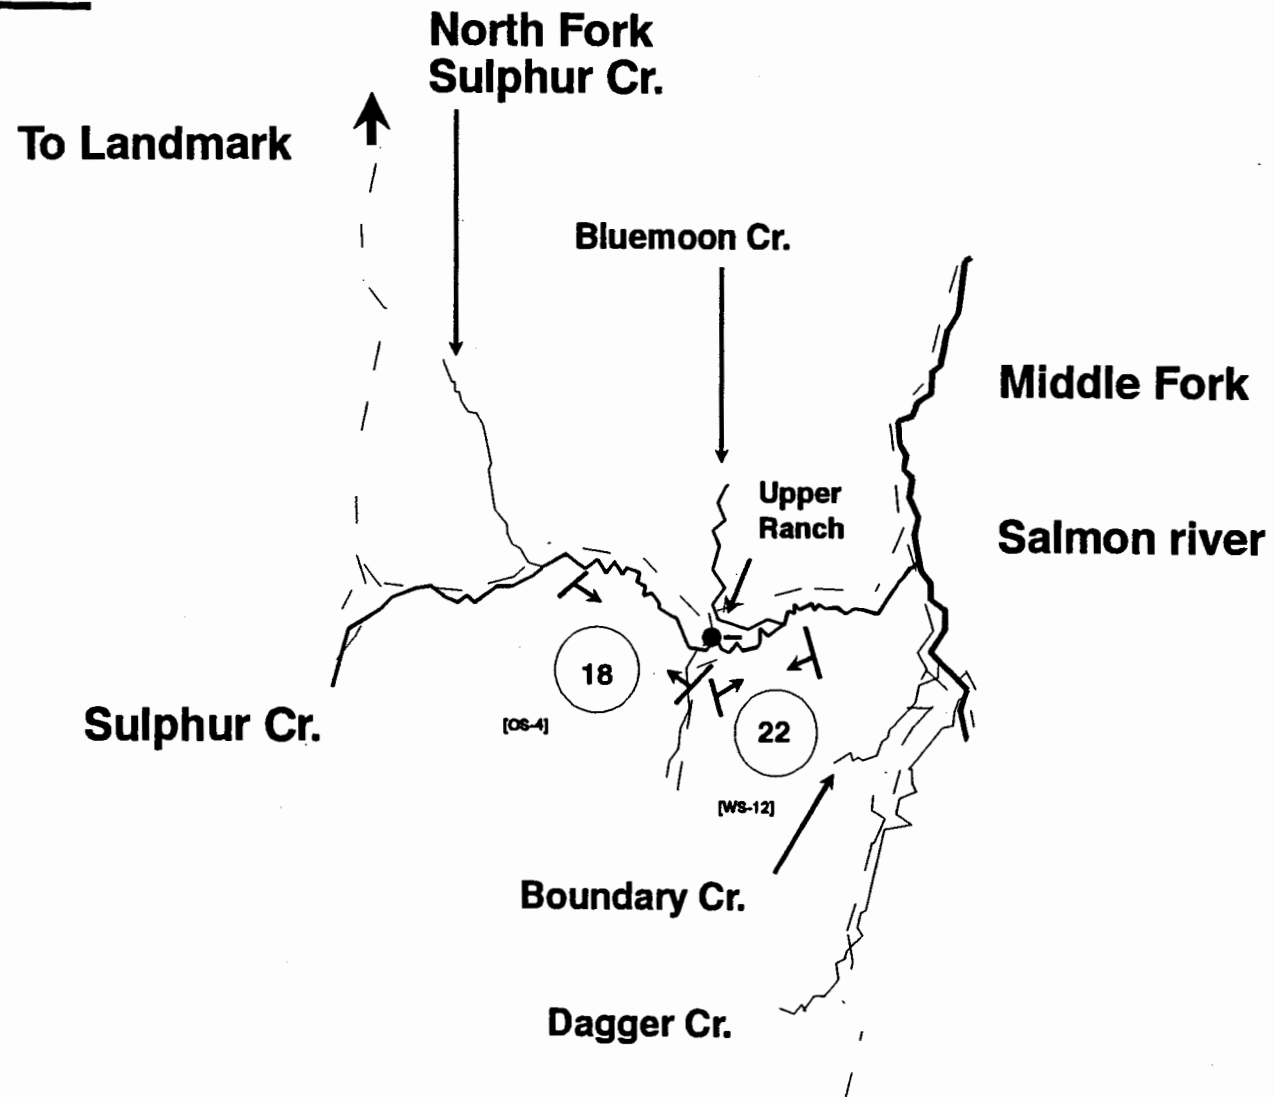 North Fork
Sulphur Cr.
To Landmark
Bluemoon Cr.
Middle Fork
Upper
Ranch
Salmon river
18
[OS-4]
Sulphur Cr.
22
[WS-12]
Boundary Cr.
Dagger Cr.